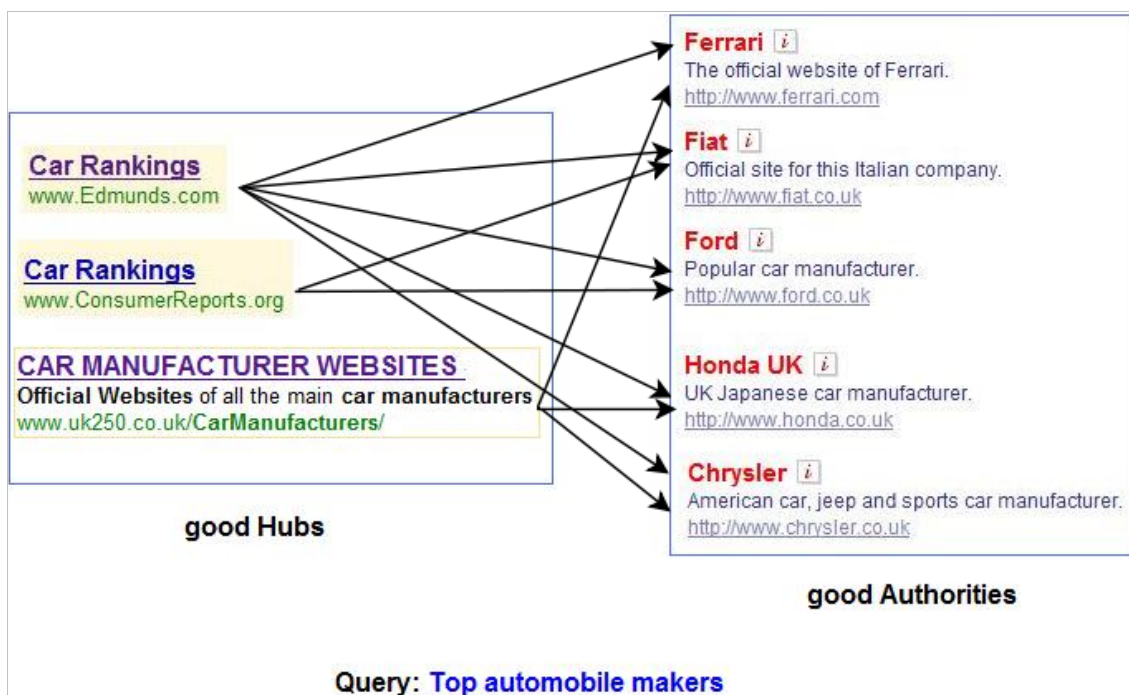 Car Rankings
www.Edmunds.com
Car Rankings
www.ConsumerReports.org
CAR MANUFACTURER WEBSITES
Official Websites of all the main car manufacturers
www.uk250.co.uk/CarManufacturers/
good Hubs
Ferrari i
The official website of Ferrari.
http://www.ferrari.com
Fiat i
Official site for this Italian company.
http://www.fiat.co.uk
Ford i
Popular car manufacturer.
http://www.ford.co.uk
Honda UK i
UK Japanese car manufacturer.
http://www.honda.co.uk
Chrysler i
American car, jeep and sports car manufacturer.
http://www.chrysler.co.uk
good Authorities
Query: Top automobile makers